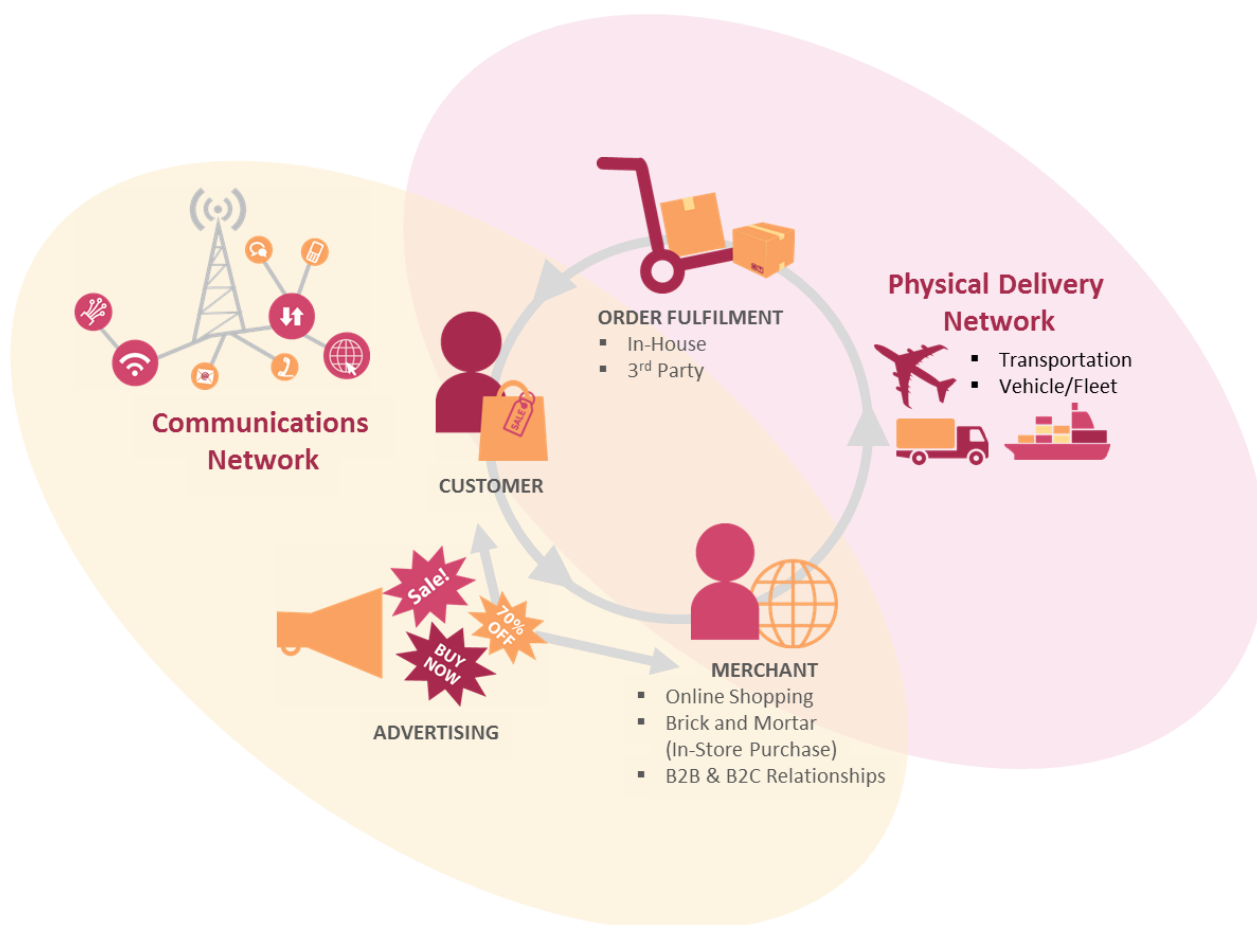 ORDER FULFILMENT
▪ In-House
▪ 3rd Party
Physical Delivery
Network
▪ Transportation
▪ Vehicle/Fleet
Communications
Network
SALE
CUSTOMER
Sale!
70%
OFF
BUY
NOW
ADVERTISING
MERCHANT
▪ Online Shopping
▪ Brick and Mortar
(In-Store Purchase)
▪ B2B & B2C Relationships